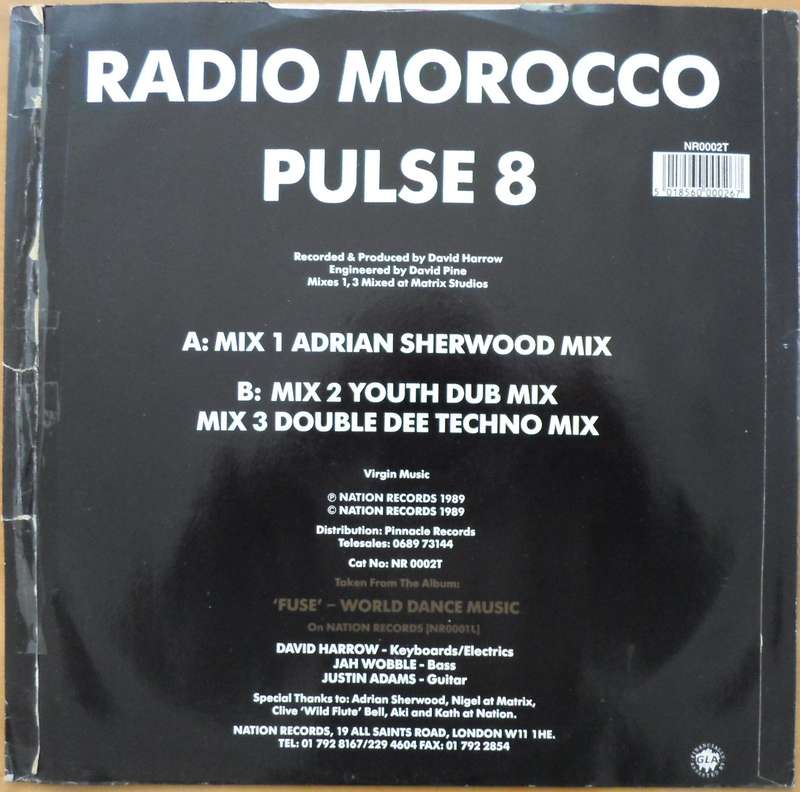 RADIO MOROCCO
PULSE 8
NR0002T
5 018560 000267
Recorded & Produced by David Harrow
Engineered by David Pine
Mixes 1, 3 Mixed at Matrix Studios
A: MIX 1 ADRIAN SHERWOOD MIX
B: MIX 2 YOUTH DUB MIX
MIX 3 DOUBLE DEE TECHNO MIX
Virgin Music
℗ NATION RECORDS 1989
© NATION RECORDS 1989
Distribution: Pinnacle Records
Telesales: 0689 73144
Cat No: NR 0002T
Taken From The Album:
'FUSE' – WORLD DANCE MUSIC
On NATION RECORDS [NR0001L]
DAVID HARROW - Keyboards/Electrics
JAH WOBBLE - Bass
JUSTIN ADAMS - Guitar
Special Thanks to: Adrian Sherwood, Nigel at Matrix,
Clive 'Wild Flute' Bell, Aki and Kath at Nation.
NATION RECORDS, 19 ALL SAINTS ROAD, LONDON W11 1HE.
TEL: 01 792 8167/229 4604 FAX: 01 792 2854
GLA